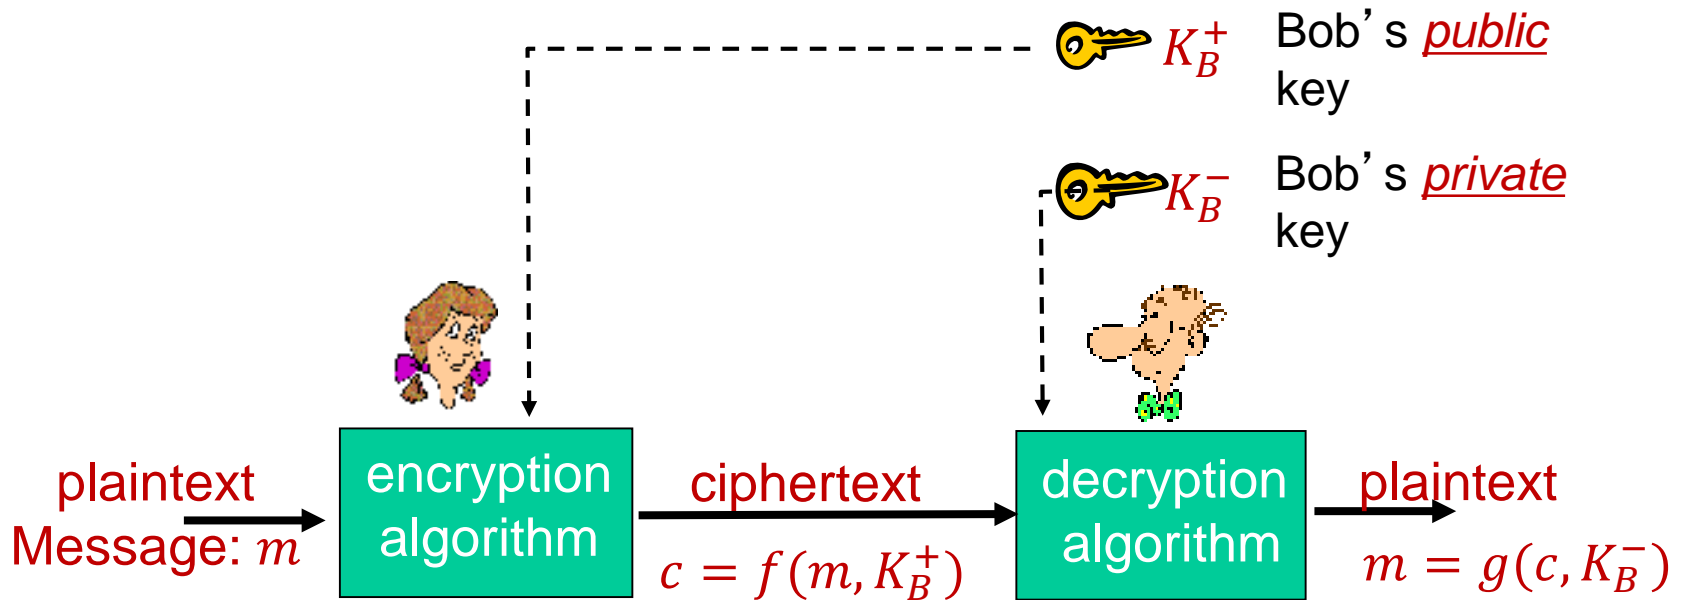 K_B^+ Bob's public
key
K_B^- Bob's private
key
plaintext
Message: m
encryption
algorithm
ciphertext
c = f(m, K_B^+)
decryption
algorithm
plaintext
m = g(c, K_B^-)